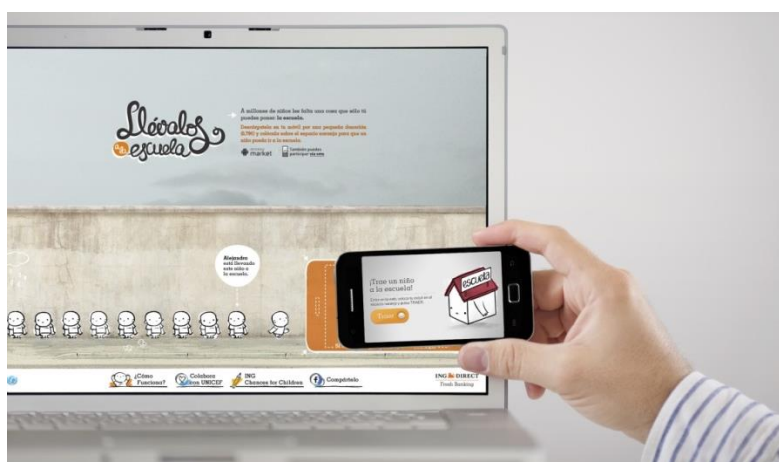 Llévalos
a la
escuela
A millones de niños les falta una cosa que sólo tú
puedes poner: la escuela.
Descárgatela en tu móvil por una pequeña donación
y colócalo sobre el espacio naranja para que un
niño pueda ir a la escuela.
market
También puedes
participar vía sms
Alejandro
está llevando
este niño a
la escuela.
¡Trae un niño
a la escuela!
escuela
¿Cómo
Funciona?
Colabora
con UNICEF
ING
Chances for Children
Compártelo
ING DIRECT
Fresh Banking